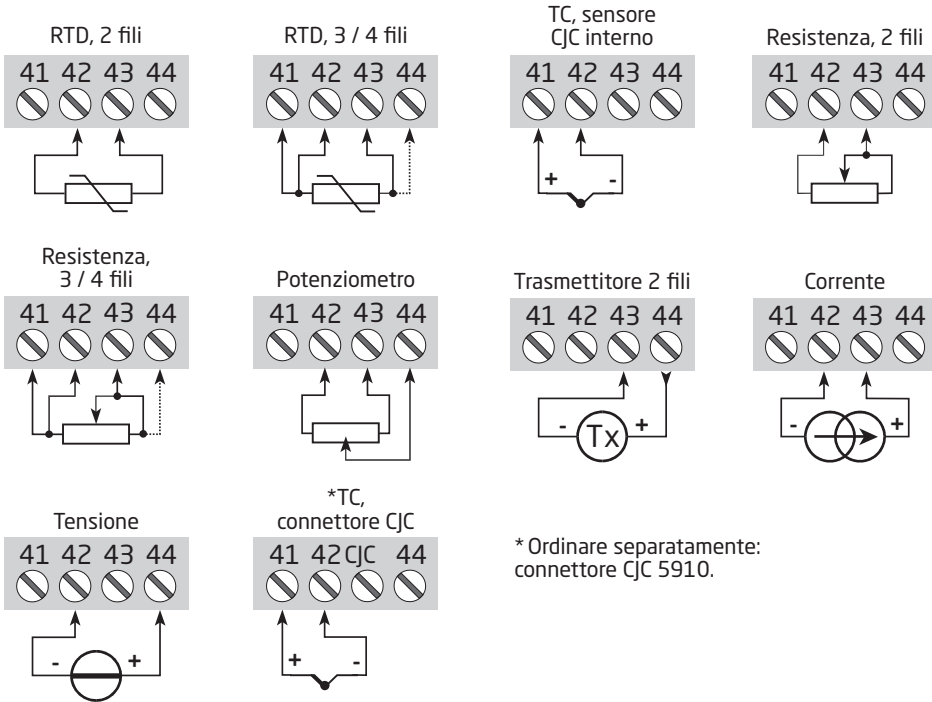 RTD, 2 fili
41 42 43 44
RTD, 3 / 4 fili
41 42 43 44
TC, sensore
CJC interno
41 42 43 44
+ -
Resistenza, 2 fili
41 42 43 44
Resistenza,
3 / 4 fili
41 42 43 44
Potenziometro
41 42 43 44
Trasmettitore 2 fili
41 42 43 44
- Tx +
Corrente
41 42 43 44
- +
Tensione
41 42 43 44
- +
*TC,
connettore CJC
41 42 CJC 44
+ -
* Ordinare separatamente:
connettore CJC 5910.